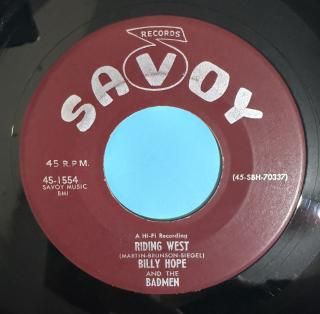 RECORDS
SAVOY
45 R.P.M.
45-1554
SAVOY MUSIC
BMI
(45-SBH-70337)
A Hi-Fi Recording
RIDING WEST
(MARTIN-BRUNSON-SIEGEL)
BILLY HOPE
AND THE
BADMEN